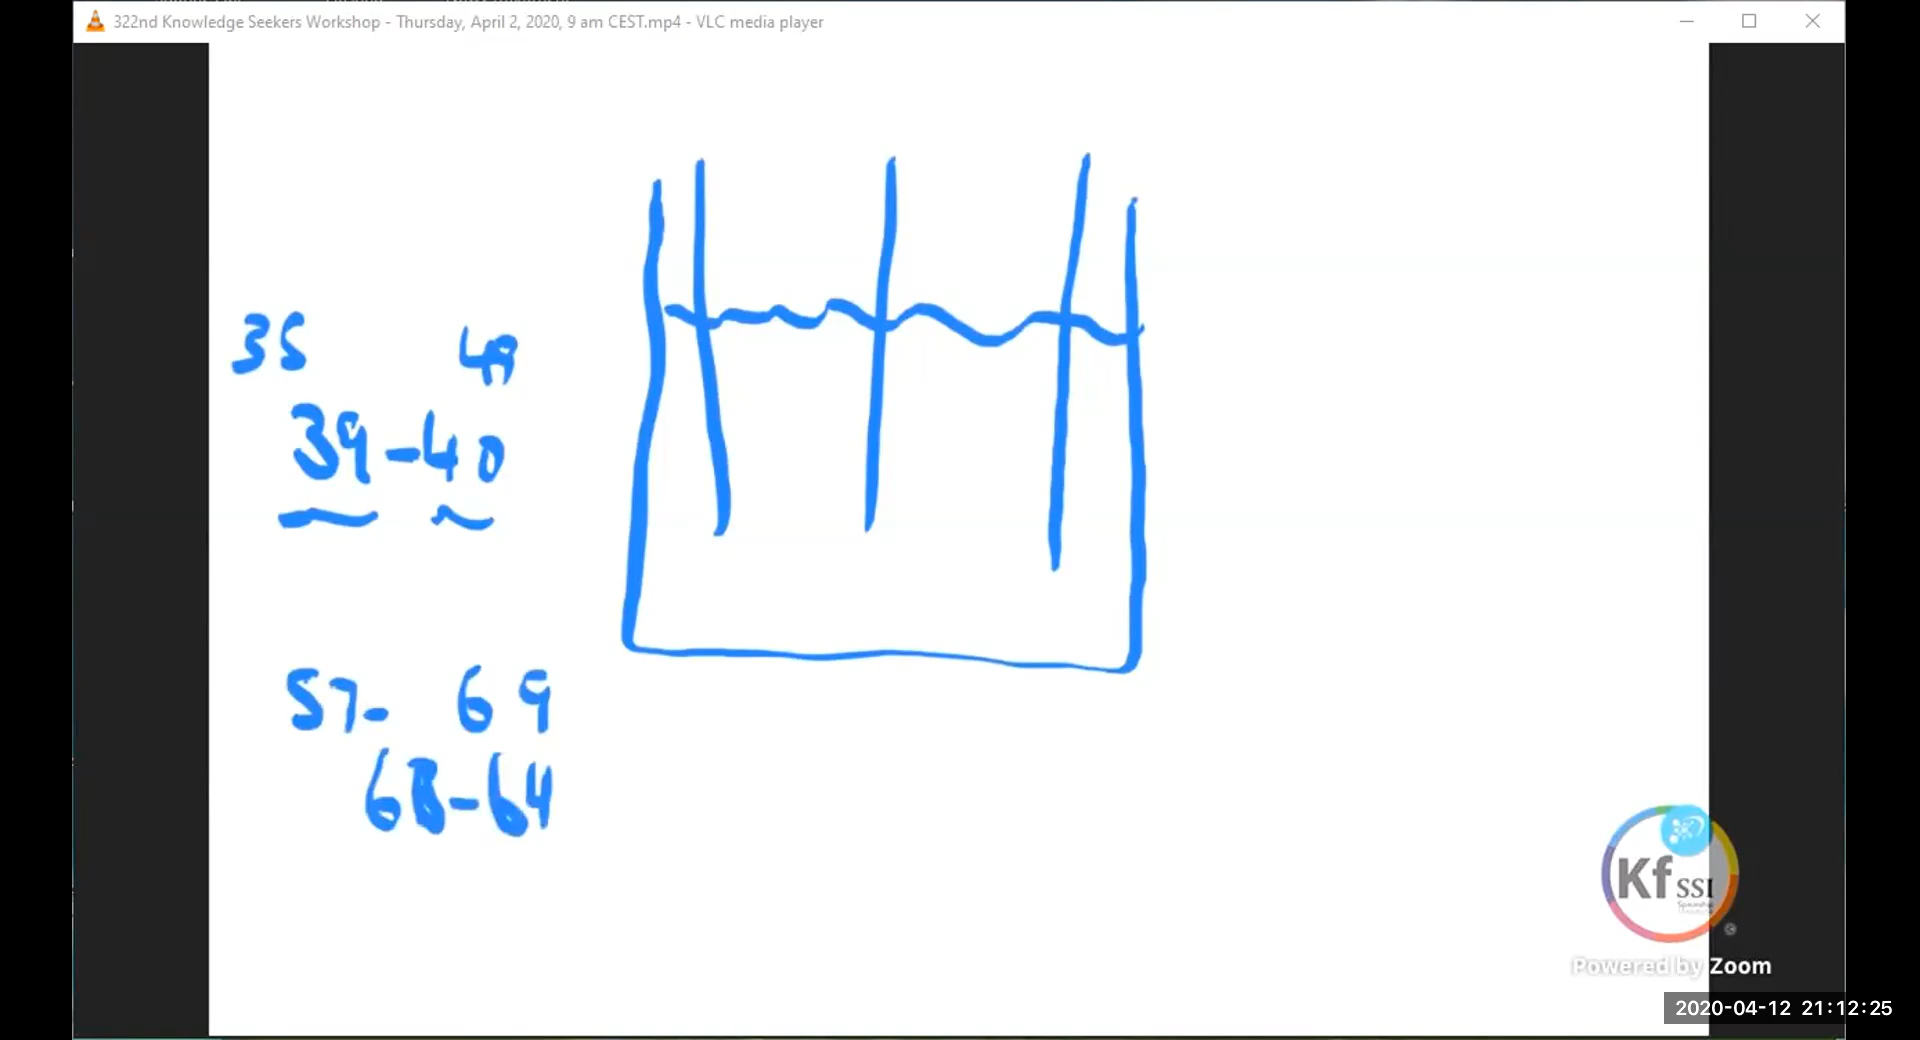 322nd Knowledge Seekers Workshop - Thursday, April 2, 2020, 9 am CEST.mp4 - VLC media player
35 49
39-40
57- 69
68-64
Kf SSI
Powered by Zoom
2020-04-12 21:12:25